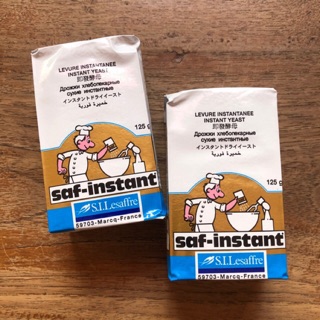 LEVURE INSTANTANEE
INSTANT YEAST
即發酵母
Дрожжи хлебопекарные
сухие инстантные
インスタントドライイースト
خميرة فورية
125 g
saf-instant
S.I.Lesaffre
59703-Marcq-France
LEVURE INSTANTANEE
INSTANT YEAST
即發酵母
Дрожжи хлебопекарные
сухие инстантные
インスタントドライイースト
خميرة فورية
125 g
saf-instant
S.I.Lesaffre
59703-Marcq-France